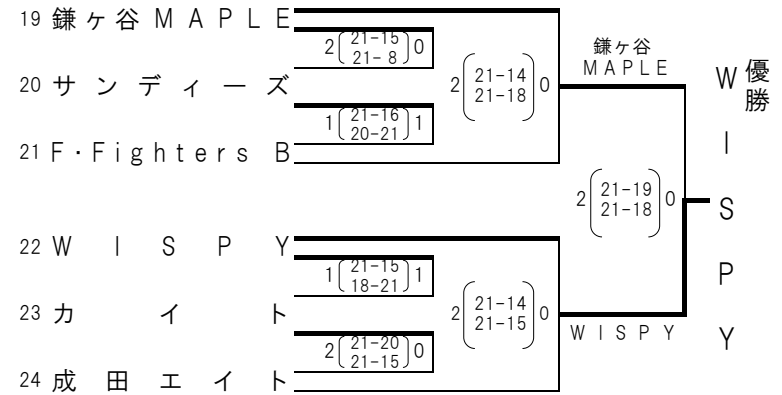 19 鎌ヶ谷MAPLE
2 21-15 0
21- 8
20 サンディーズ
2 21-14 0
21-18
1 21-16 1
20-21
21 F・Fighters B
鎌ヶ谷
MAPLE
2 21-19 0
21-18
22 WISPY
1 21-15 1
18-21
23 カイト
2 21-14 0
21-15
2 21-20 0
21-15
24 成田エイト
WISPY
優勝
WISPY